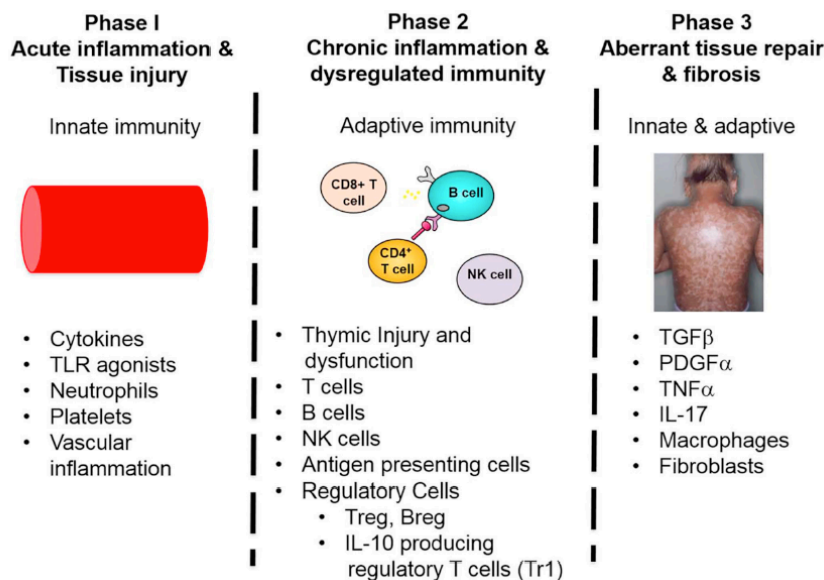 Phase I
Acute inflammation &
Tissue injury
Innate immunity
• Cytokines
• TLR agonists
• Neutrophils
• Platelets
• Vascular
inflammation
Phase 2
Chronic inflammation &
dysregulated immunity
Adaptive immunity
CD8+ T
cell
B cell
CD4⁺
T cell
NK cell
• Thymic Injury and
dysfunction
• T cells
• B cells
• NK cells
• Antigen presenting cells
• Regulatory Cells
• Treg, Breg
• IL-10 producing
regulatory T cells (Tr1)
Phase 3
Aberrant tissue repair
& fibrosis
Innate & adaptive
• TGFβ
• PDGFα
• TNFα
• IL-17
• Macrophages
• Fibroblasts